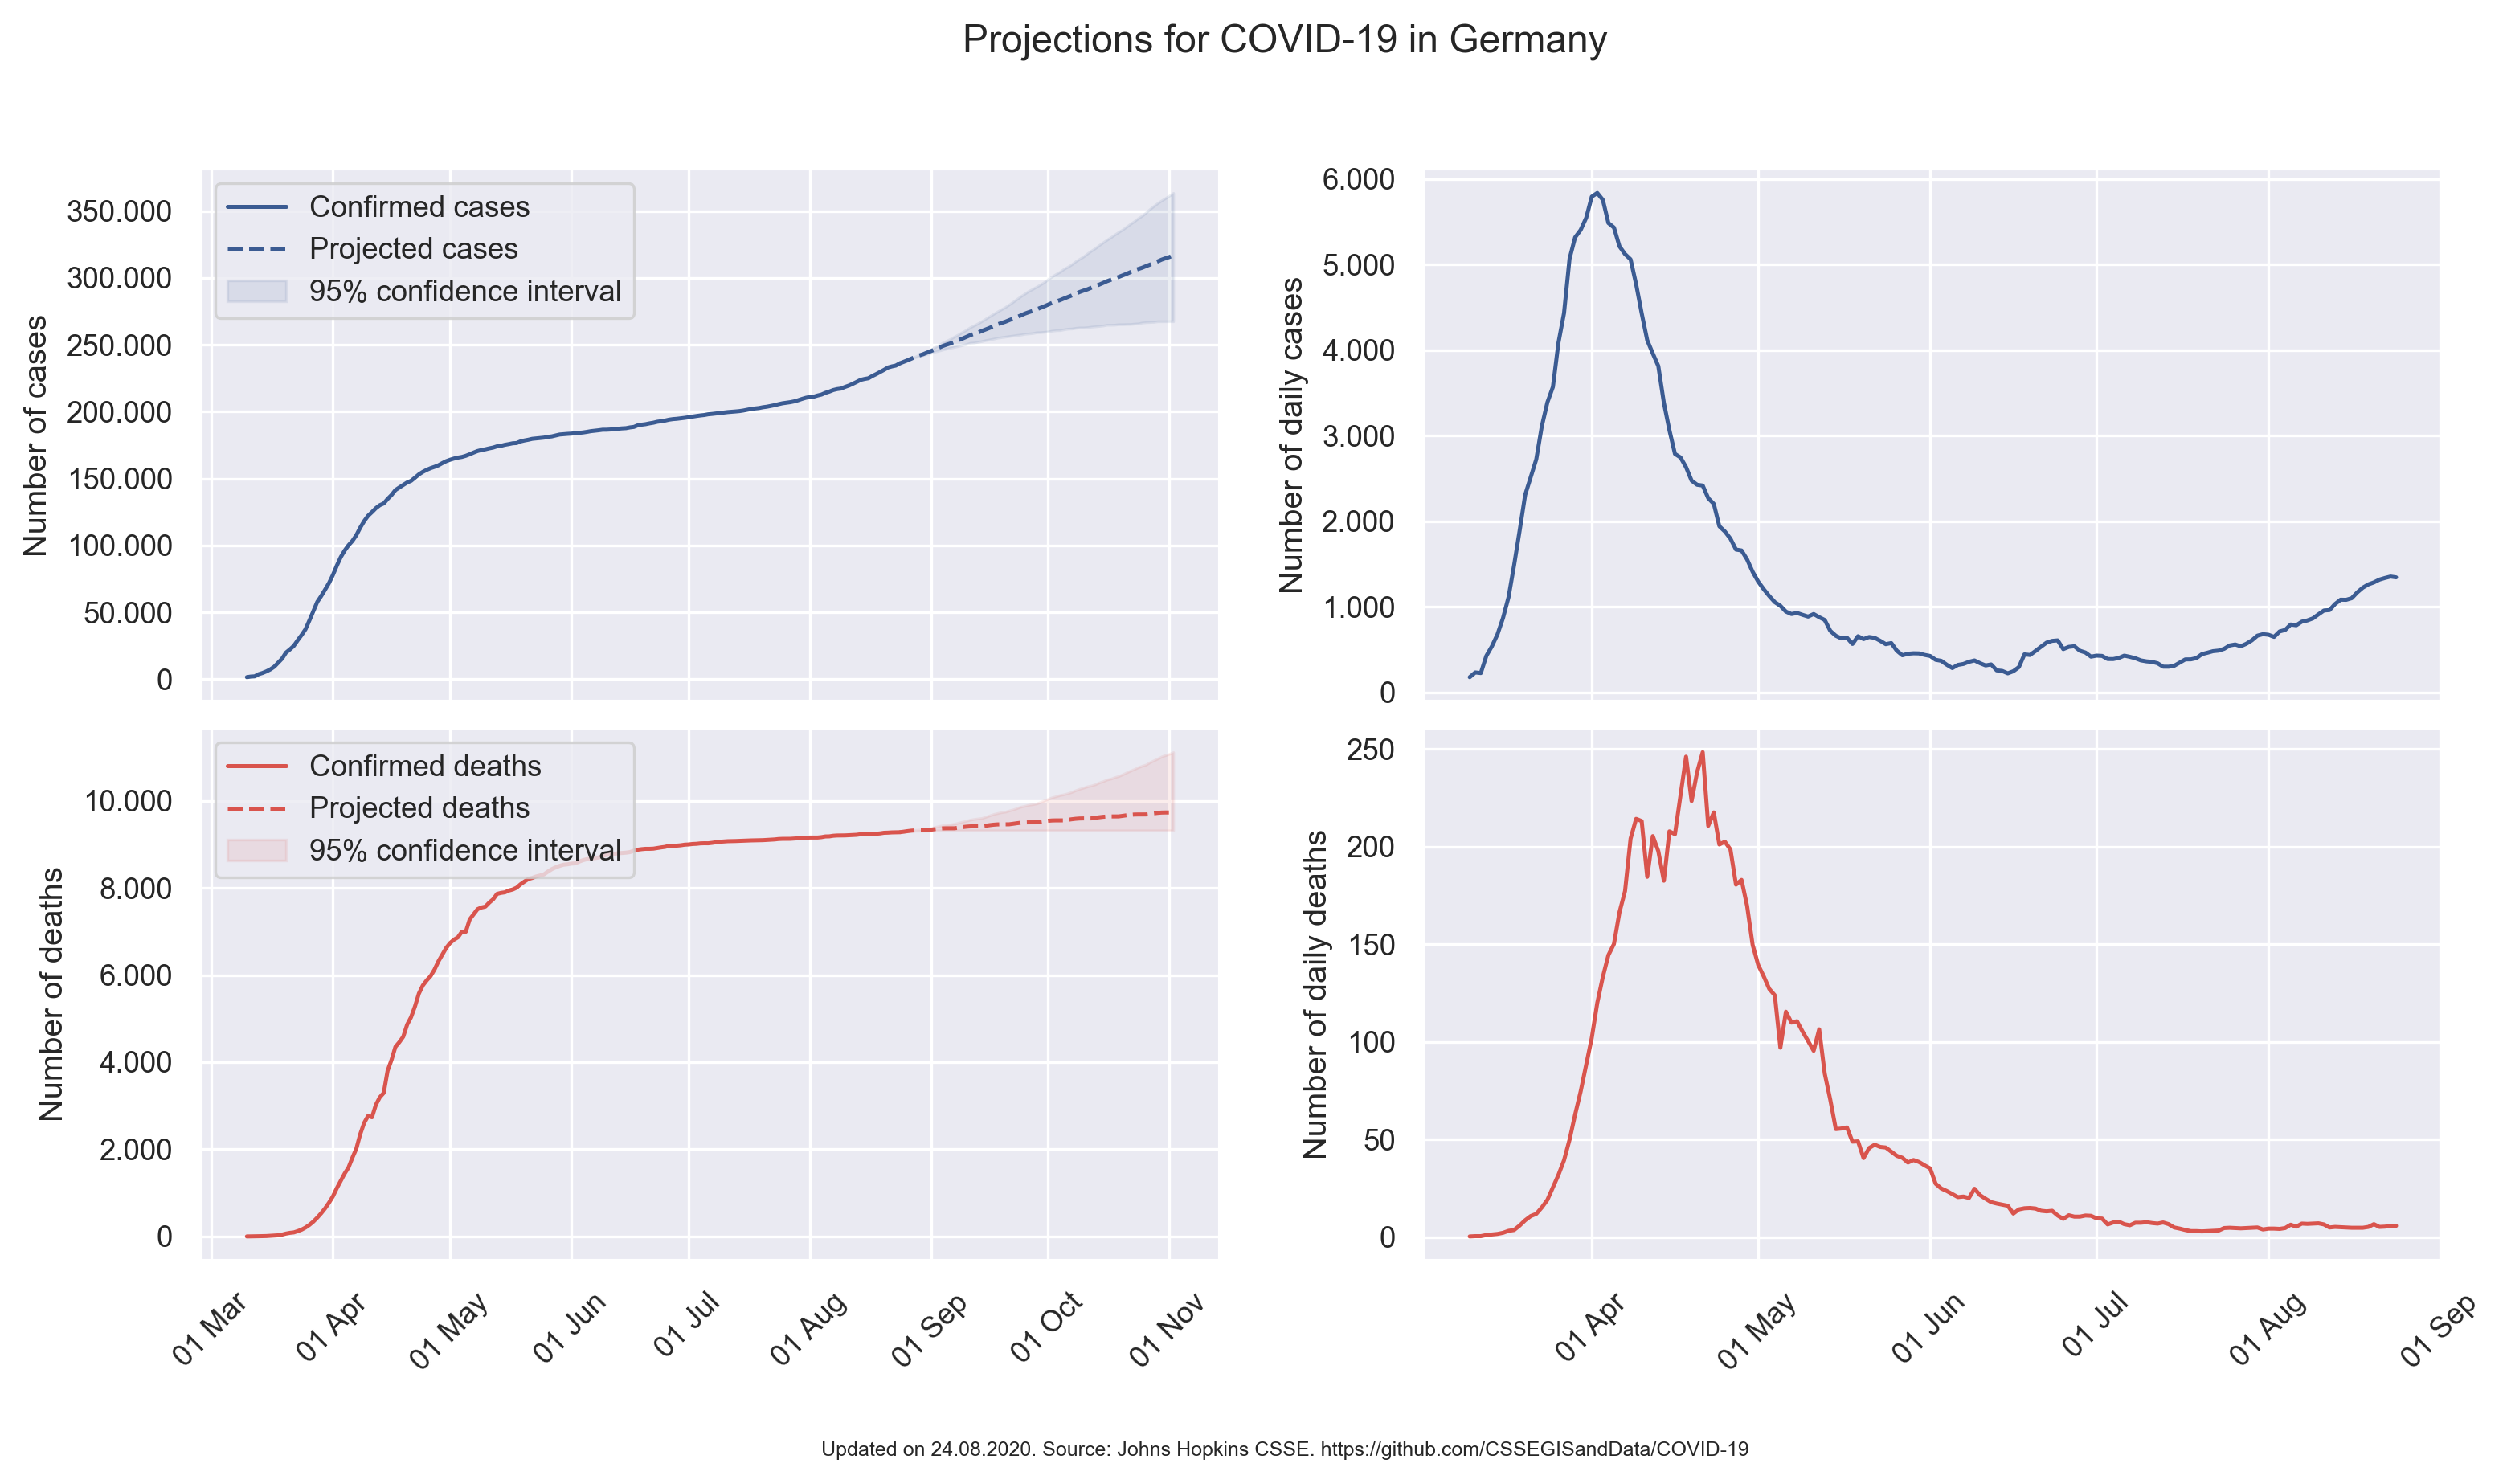 Projections for COVID-19 in Germany
350.000
300.000
250.000
200.000
150.000
100.000
50.000
0
Number of cases
Confirmed cases
Projected cases
95% confidence interval
6.000
5.000
4.000
3.000
2.000
1.000
0
Number of daily cases
10.000
8.000
6.000
4.000
2.000
0
Number of deaths
Confirmed deaths
Projected deaths
95% confidence interval
01 Mar
01 Apr
01 May
01 Jun
01 Jul
01 Aug
01 Sep
01 Oct
01 Nov
250
200
150
100
50
0
Number of daily deaths
01 Apr
01 May
01 Jun
01 Jul
01 Aug
01 Sep
Updated on 24.08.2020. Source: Johns Hopkins CSSE. https://github.com/CSSEGISandData/COVID-19